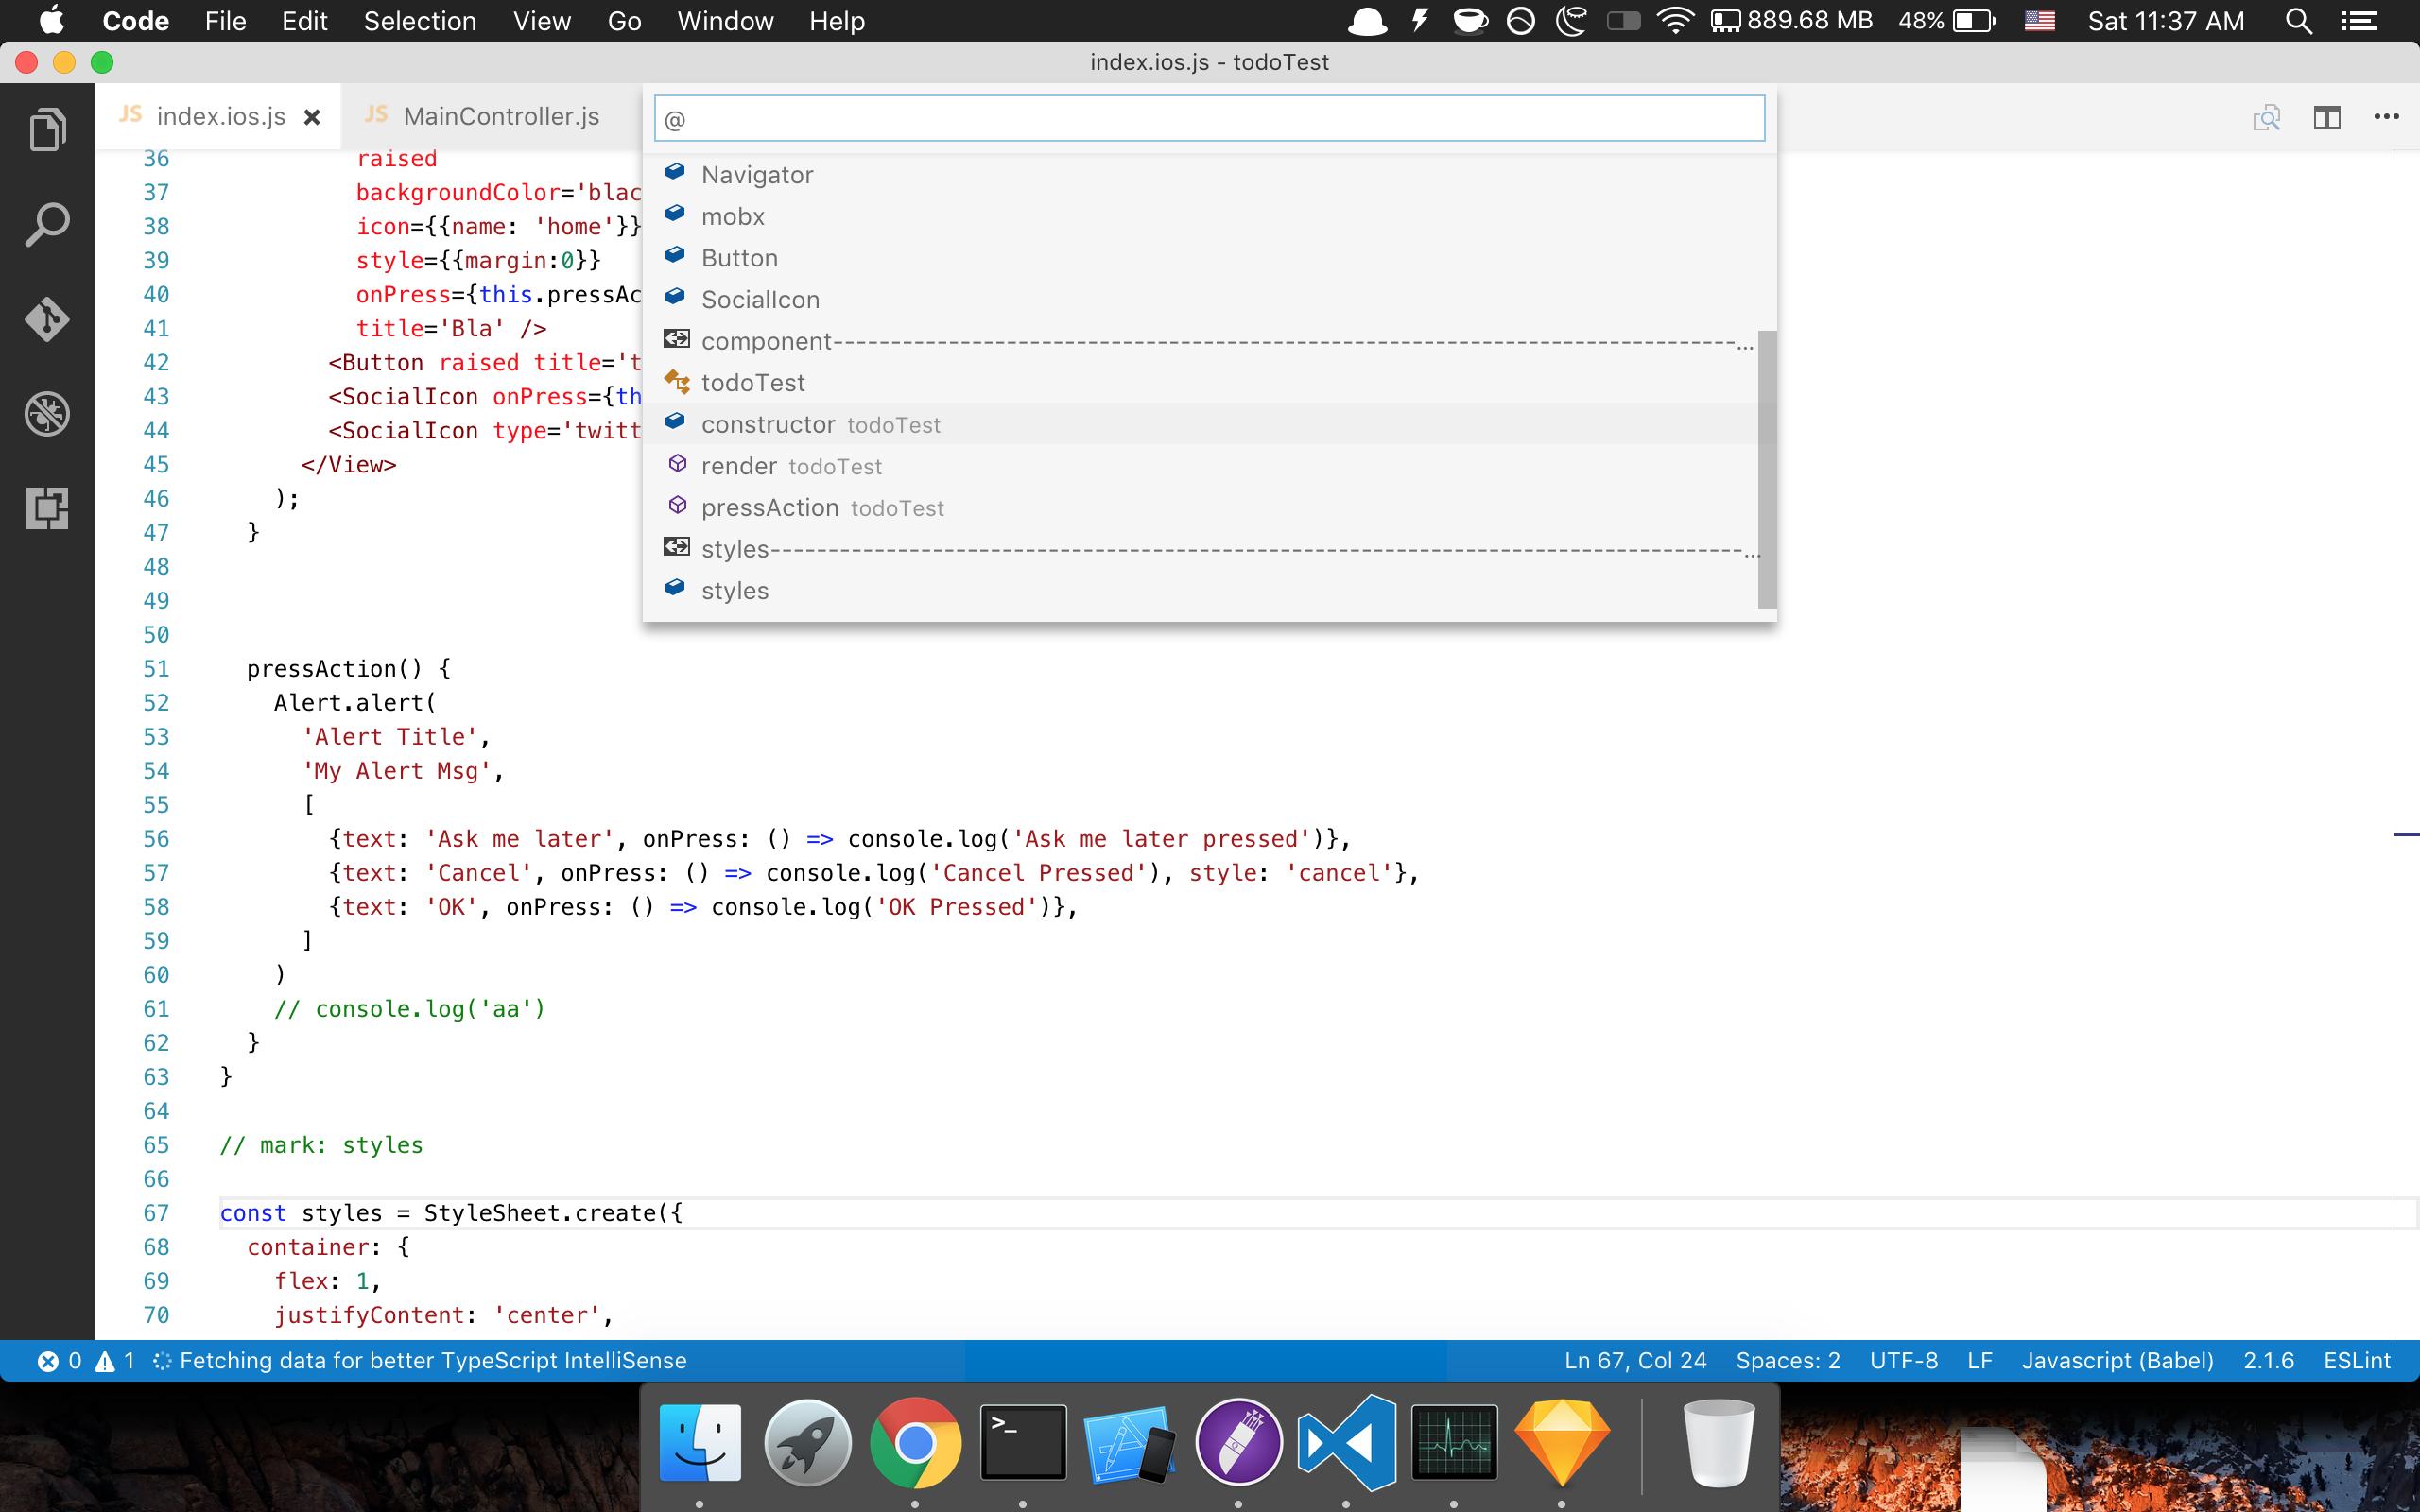 Code File Edit Selection View Go Window Help 889.68 MB 48% Sat 11:37 AM
index.ios.js - todoTest
JS index.ios.js × JS MainController.js
@
Navigator
mobx
Button
SocialIcon
component------------------------------------------------------------------------------...
todoTest
constructor todoTest
render todoTest
pressAction todoTest
styles------------------------------------------------------------------------------------...
styles
36 raised
37 backgroundColor='blac
38 icon={{name: 'home'}}
39 style={{margin:0}}
40 onPress={this.pressAc
41 title='Bla' />
42 <Button raised title='t
43 <SocialIcon onPress={th
44 <SocialIcon type='twitt
45 </View>
46 );
47 }
48
49
50
51 pressAction() {
52 Alert.alert(
53 'Alert Title',
54 'My Alert Msg',
55 [
56 {text: 'Ask me later', onPress: () => console.log('Ask me later pressed')},
57 {text: 'Cancel', onPress: () => console.log('Cancel Pressed'), style: 'cancel'},
58 {text: 'OK', onPress: () => console.log('OK Pressed')},
59 ]
60 )
61 // console.log('aa')
62 }
63 }
64
65 // mark: styles
66
67 const styles = StyleSheet.create({
68 container: {
69 flex: 1,
70 justifyContent: 'center',
0 1 Fetching data for better TypeScript IntelliSense Ln 67, Col 24 Spaces: 2 UTF-8 LF Javascript (Babel) 2.1.6 ESLint
>_